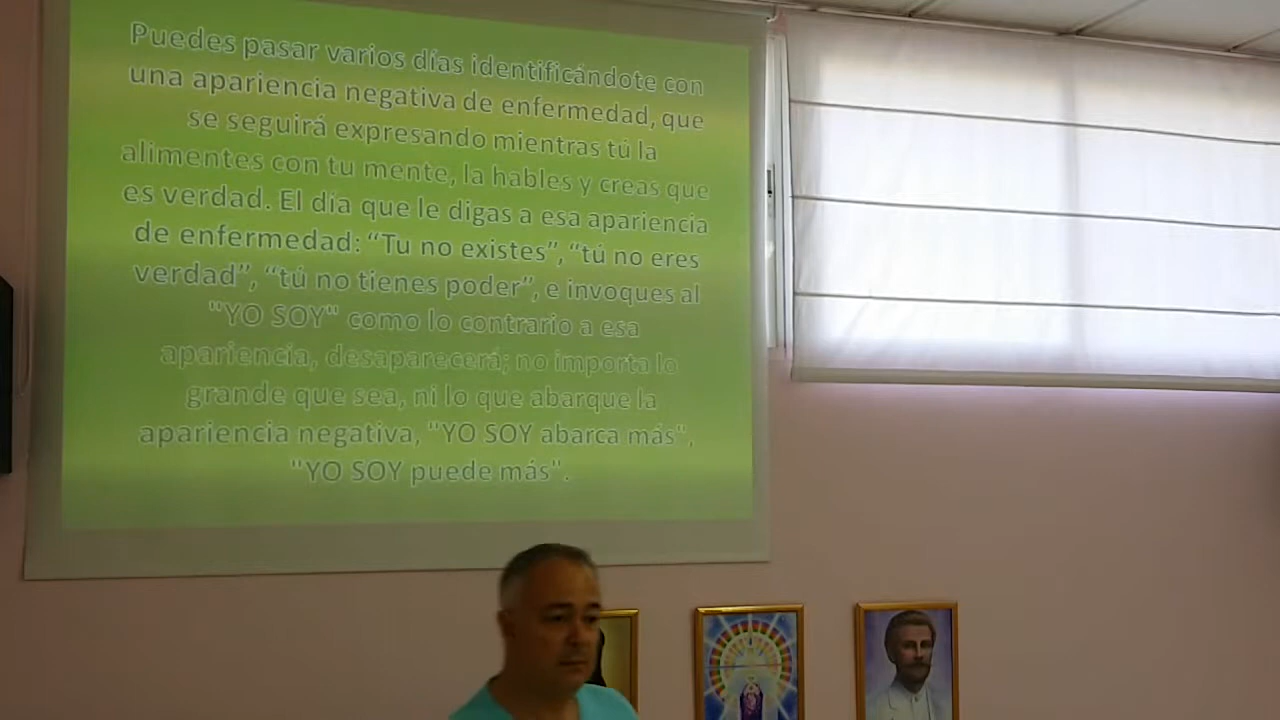 Puedes pasar varios días identificándote con
una apariencia negativa de enfermedad, que
se seguirá expresando mientras tú la
alimentes con tu mente, la hables y creas que
es verdad. El día que le digas a esa apariencia
de enfermedad: “Tu no existes”, “tú no eres
verdad”, “tú no tienes poder”, e invoques al
"YO SOY" como lo contrario a esa
apariencia, desaparecerá; no importa lo
grande que sea, ni lo que abarque la
apariencia negativa, "YO SOY abarca más",
"YO SOY puede más".